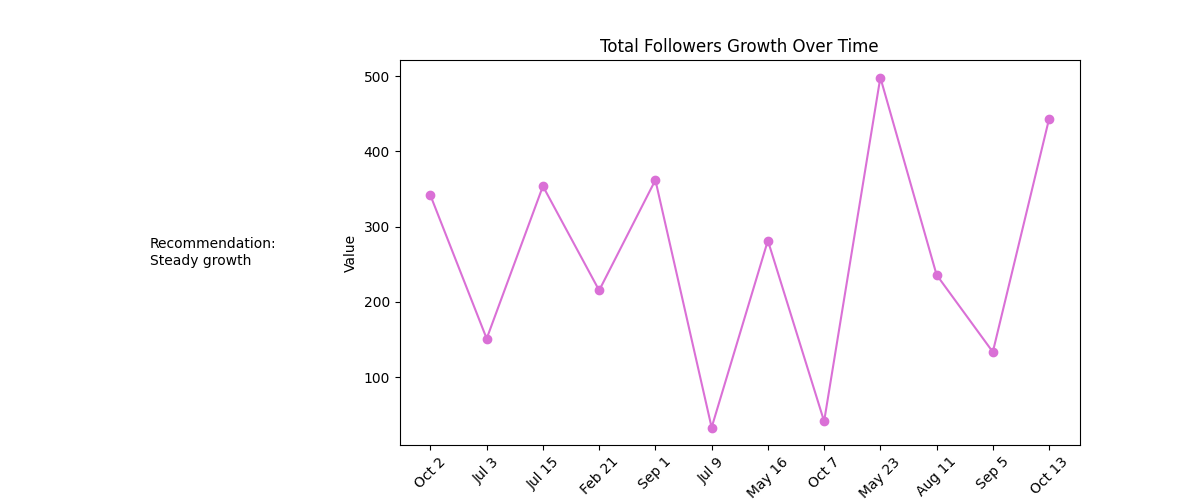 Total Followers Growth Over Time
Recommendation:
Steady growth
Value
500
400
300
200
100
Oct 2
Jul 3
Jul 15
Feb 21
Sep 1
Jul 9
May 16
Oct 7
May 23
Aug 11
Sep 5
Oct 13